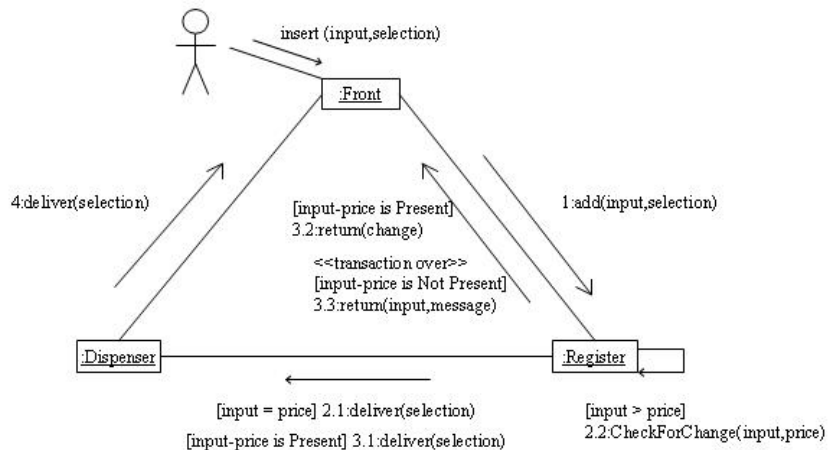 insert (input,selection)
:Front
4:deliver(selection)
1:add(input,selection)
[input-price is Present]
3.2:return(change)
<<transaction over>>
[input-price is Not Present]
3.3:return(input,message)
:Dispenser
:Register
[input = price] 2.1:deliver(selection)
[input-price is Present] 3.1:deliver(selection)
[input > price]
2.2:CheckForChange(input,price)